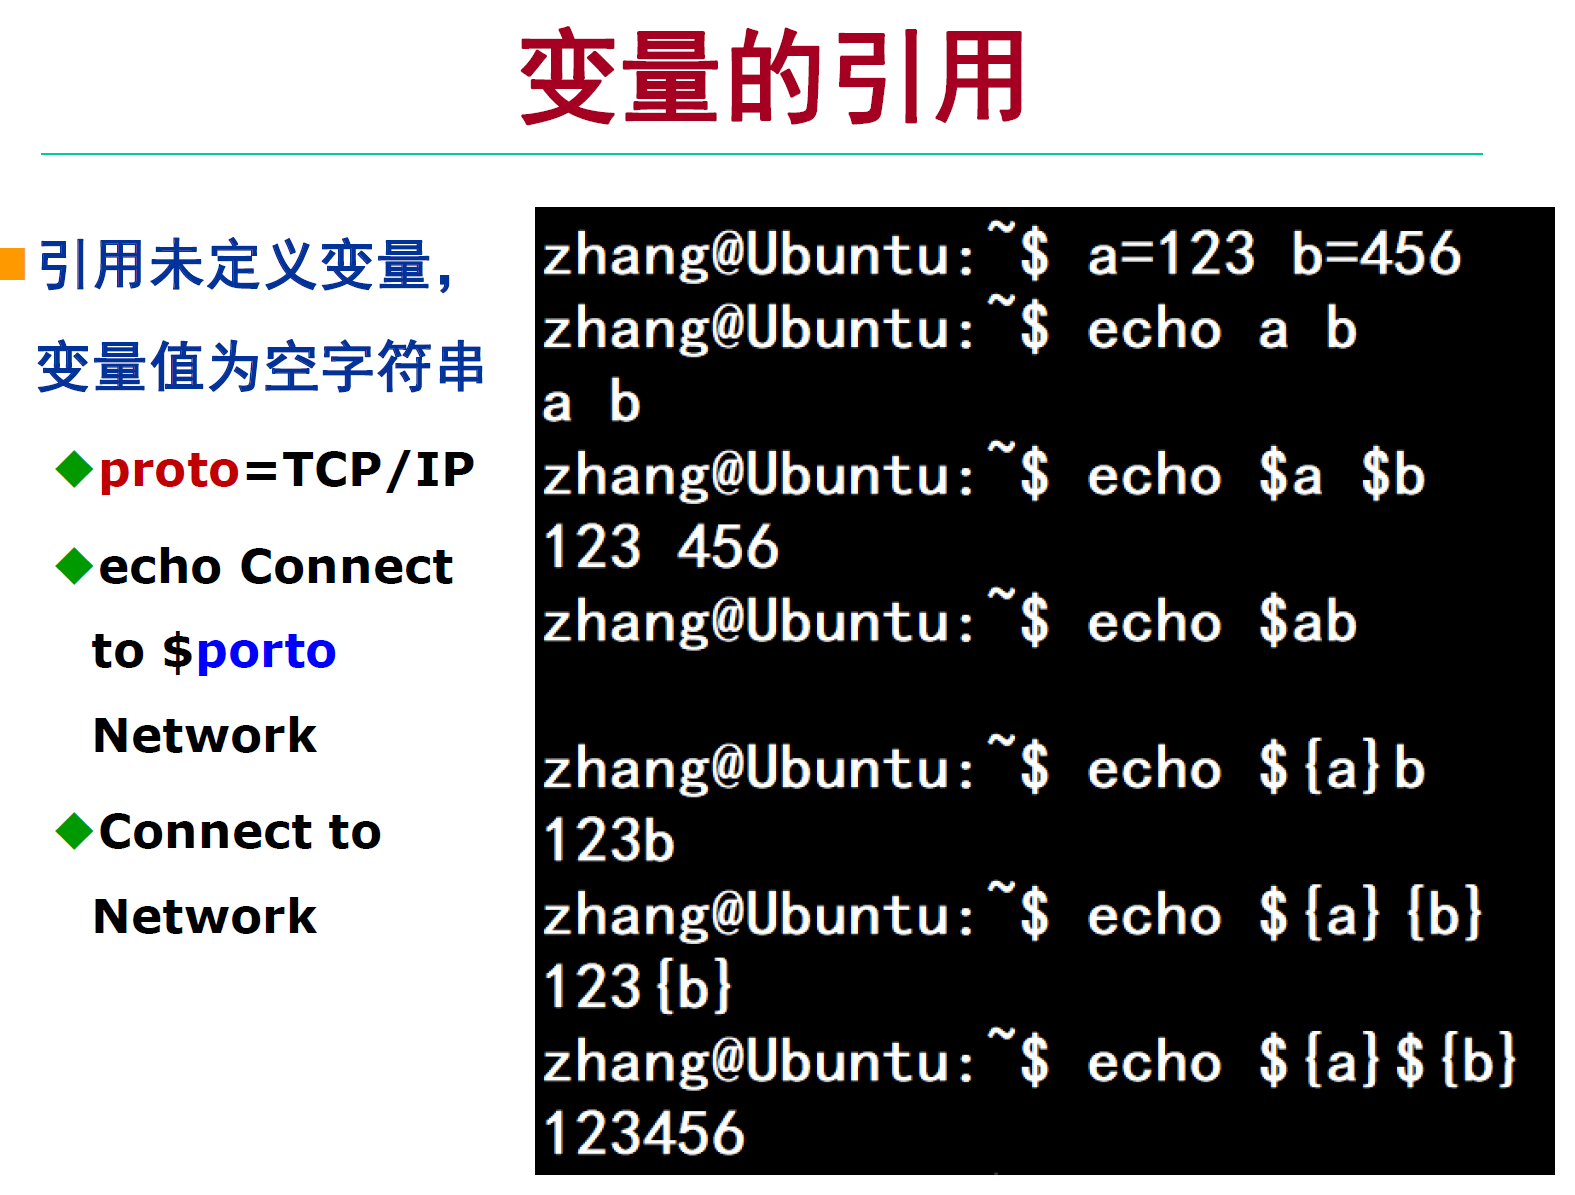 变量的引用
引用未定义变量，
变量值为空字符串
proto=TCP/IP
echo Connect
to $porto
Network
Connect to
Network
zhang@Ubuntu:~$ a=123 b=456
zhang@Ubuntu:~$ echo a b
a b
zhang@Ubuntu:~$ echo $a $b
123 456
zhang@Ubuntu:~$ echo $ab
zhang@Ubuntu:~$ echo ${a}b
123b
zhang@Ubuntu:~$ echo ${a}{b}
123{b}
zhang@Ubuntu:~$ echo ${a}${b}
123456